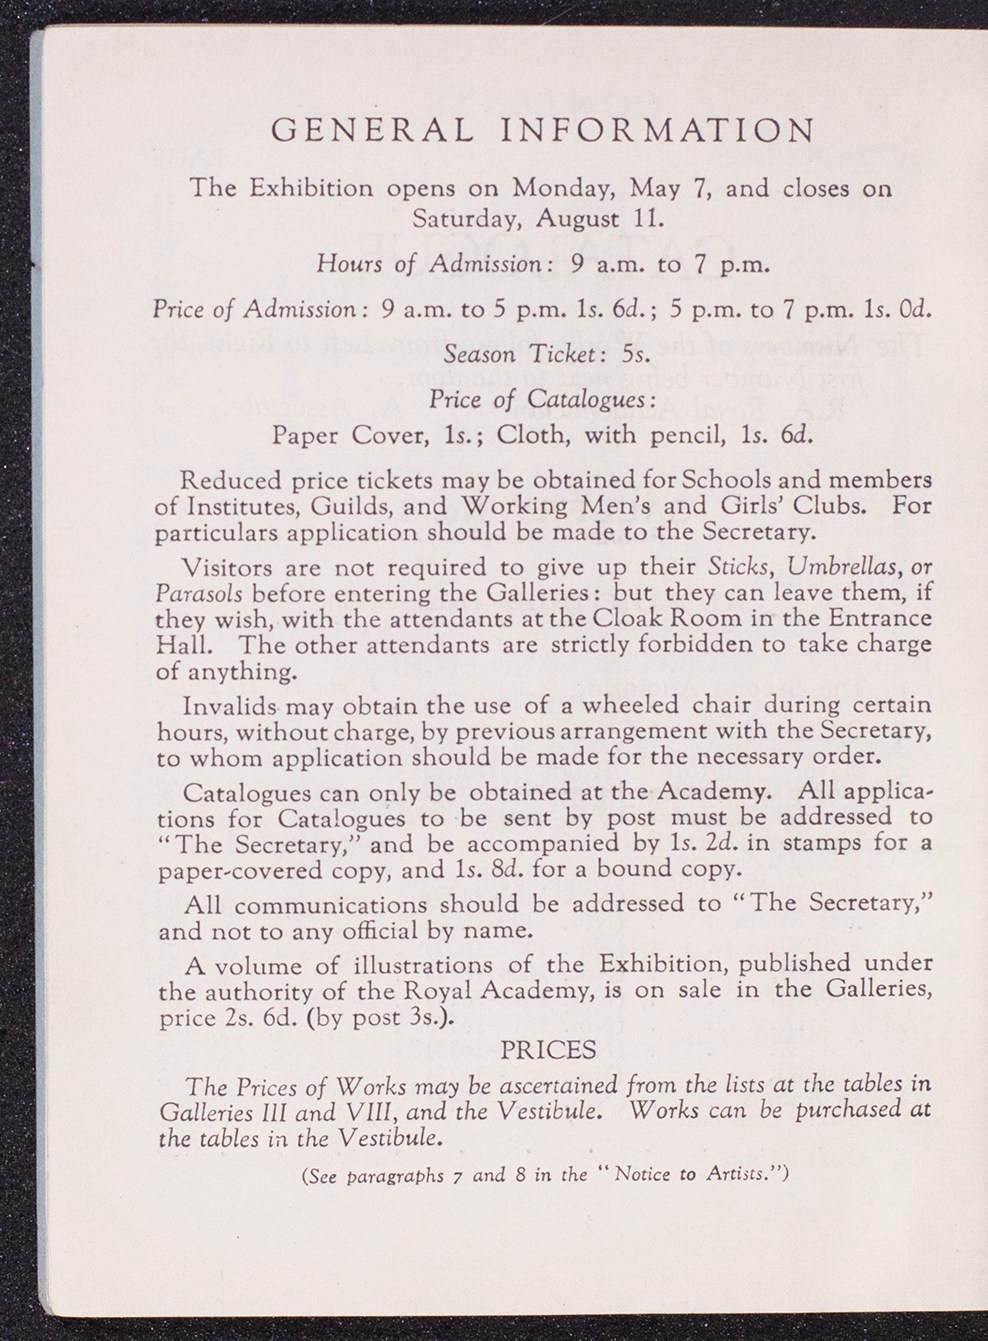 GENERAL INFORMATION
The Exhibition opens on Monday, May 7, and closes on
Saturday, August 11.
Hours of Admission: 9 a.m. to 7 p.m.
Price of Admission: 9 a.m. to 5 p.m. 1s. 6d.; 5 p.m. to 7 p.m. 1s. 0d.
Season Ticket: 5s.
Price of Catalogues:
Paper Cover, 1s.; Cloth, with pencil, 1s. 6d.
Reduced price tickets may be obtained for Schools and members
of Institutes, Guilds, and Working Men's and Girls' Clubs. For
particulars application should be made to the Secretary.
Visitors are not required to give up their Sticks, Umbrellas, or
Parasols before entering the Galleries: but they can leave them, if
they wish, with the attendants at the Cloak Room in the Entrance
Hall. The other attendants are strictly forbidden to take charge
of anything.
Invalids may obtain the use of a wheeled chair during certain
hours, without charge, by previous arrangement with the Secretary,
to whom application should be made for the necessary order.
Catalogues can only be obtained at the Academy. All applica-
tions for Catalogues to be sent by post must be addressed to
"The Secretary," and be accompanied by 1s. 2d. in stamps for a
paper-covered copy, and 1s. 8d. for a bound copy.
All communications should be addressed to "The Secretary,"
and not to any official by name.
A volume of illustrations of the Exhibition, published under
the authority of the Royal Academy, is on sale in the Galleries,
price 2s. 6d. (by post 3s.).
PRICES
The Prices of Works may be ascertained from the lists at the tables in
Galleries III and VIII, and the Vestibule. Works can be purchased at
the tables in the Vestibule.
(See paragraphs 7 and 8 in the "Notice to Artists.")